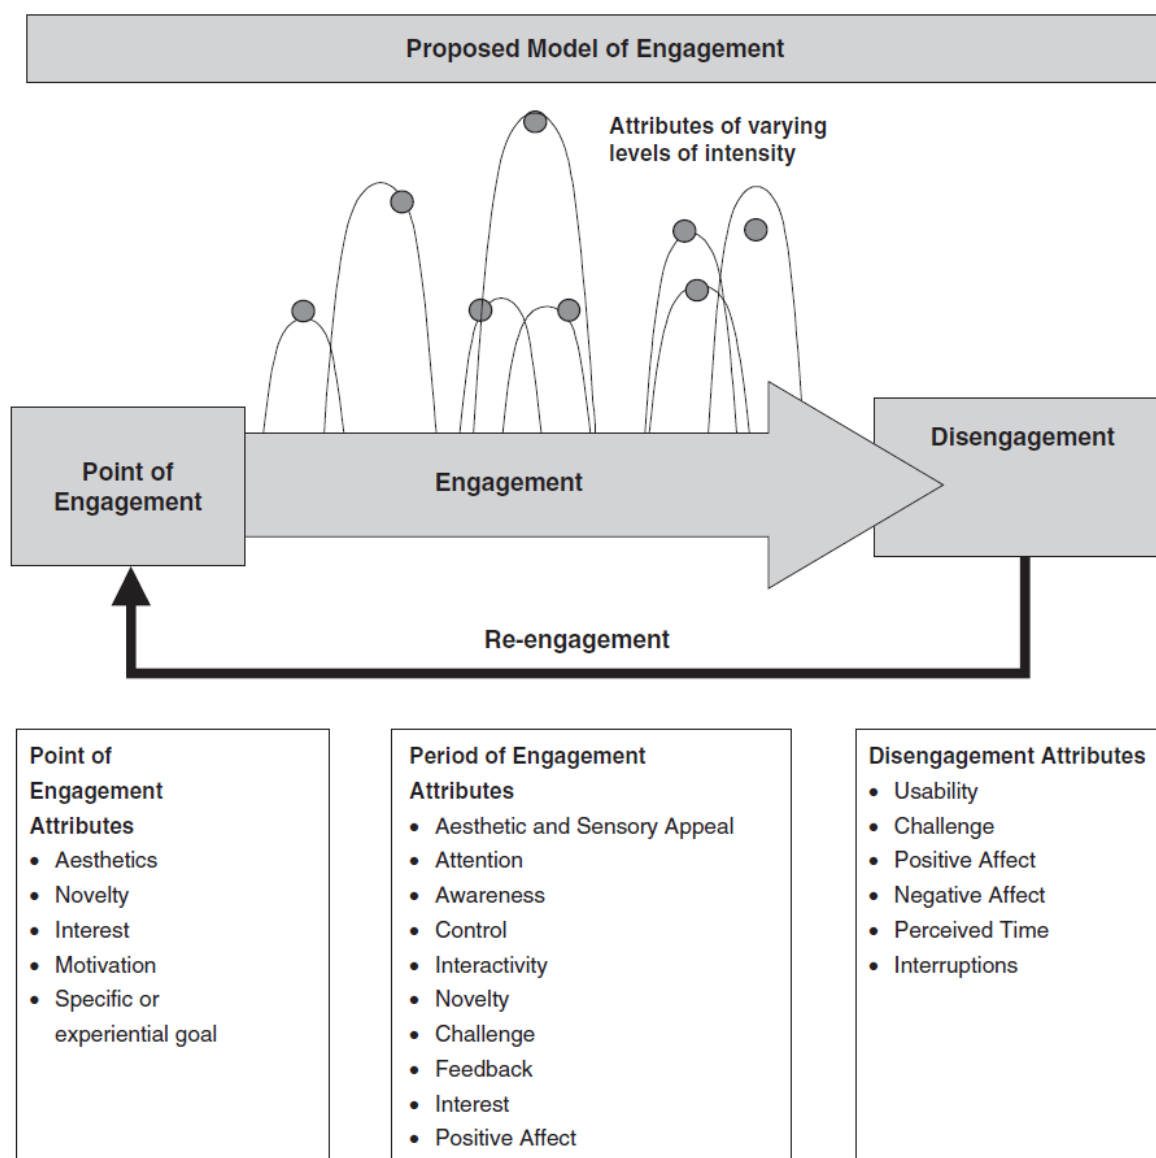 Proposed Model of Engagement
Attributes of varying
levels of intensity
Point of
Engagement
Engagement
Disengagement
Re-engagement
Point of
Engagement
Attributes
• Aesthetics
• Novelty
• Interest
• Motivation
• Specific or
experiential goal
Period of Engagement
Attributes
• Aesthetic and Sensory Appeal
• Attention
• Awareness
• Control
• Interactivity
• Novelty
• Challenge
• Feedback
• Interest
• Positive Affect
Disengagement Attributes
• Usability
• Challenge
• Positive Affect
• Negative Affect
• Perceived Time
• Interruptions